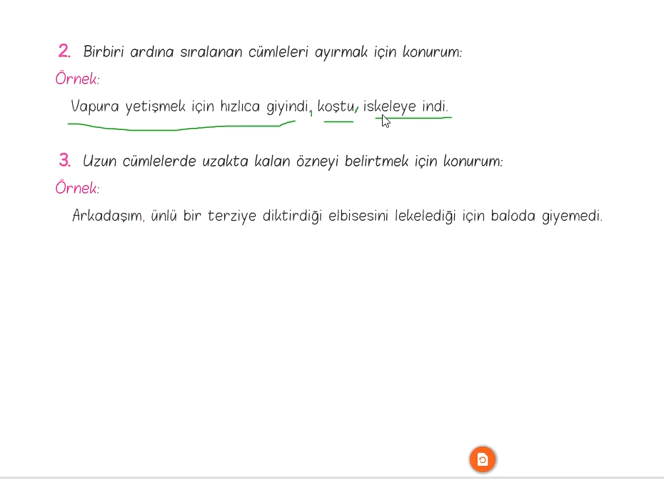 2. Birbiri ardına sıralanan cümleleri ayırmak için konurum:
Örnek:
Vapura yetişmek için hızlıca giyindi, koştu, iskeleye indi.
3. Uzun cümlelerde uzakta kalan özneyi belirtmek için konurum:
Örnek:
Arkadaşım, ünlü bir terziye diktirdiği elbisesini lekelediği için baloda giyemedi.